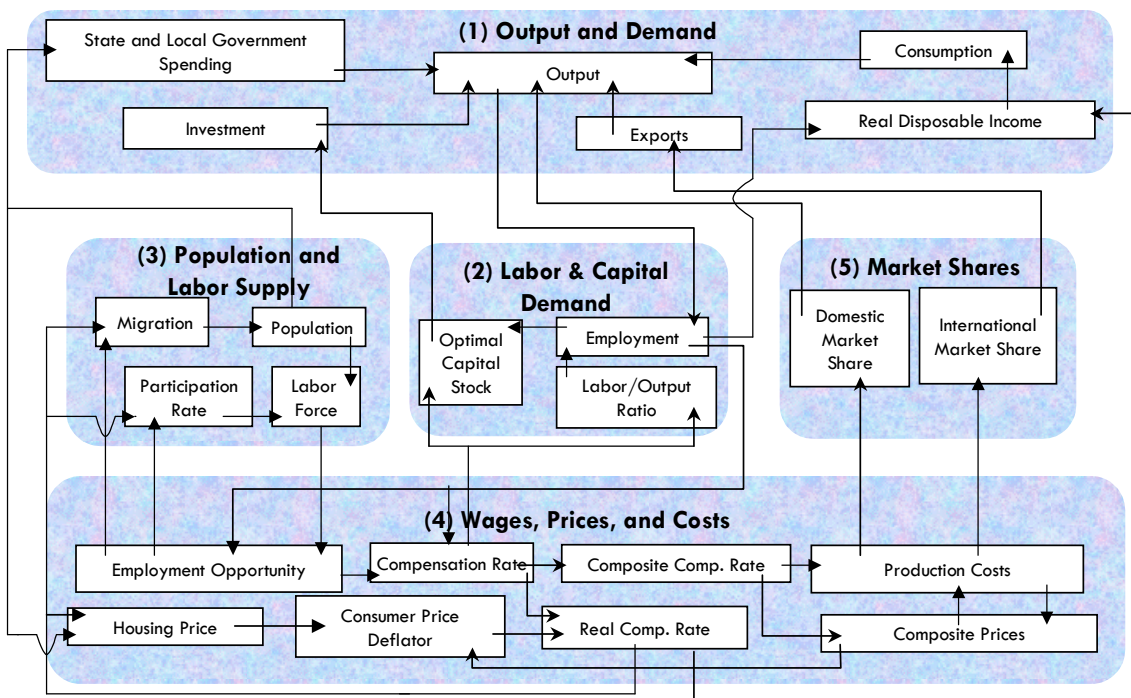 (1) Output and Demand
State and Local Government
Spending
Output
Consumption
Investment
Exports
Real Disposable Income
(3) Population and
Labor Supply
Migration
Population
Participation
Rate
Labor
Force
(2) Labor & Capital
Demand
Optimal
Capital
Stock
Employment
Labor/Output
Ratio
(5) Market Shares
Domestic
Market
Share
International
Market Share
(4) Wages, Prices, and Costs
Employment Opportunity
Compensation Rate
Composite Comp. Rate
Production Costs
Housing Price
Consumer Price
Deflator
Real Comp. Rate
Composite Prices